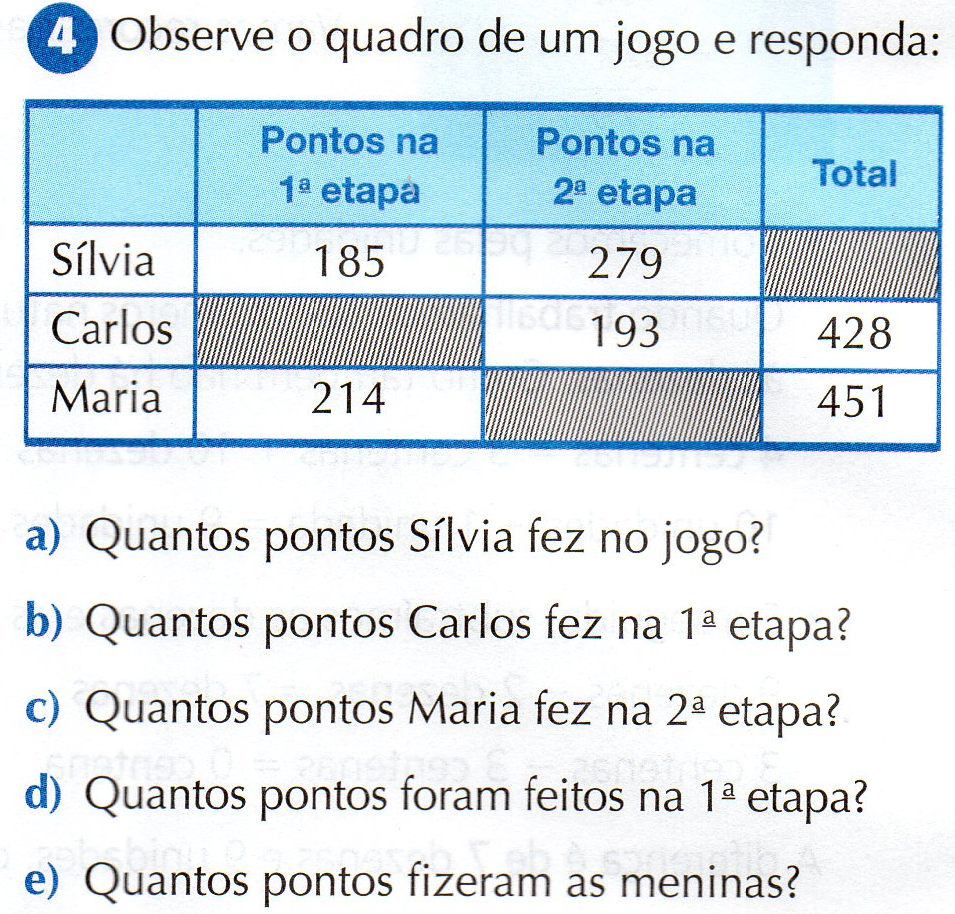 4 Observe o quadro de um jogo e responda:
Pontos na 1ª etapa Pontos na 2ª etapa Total
Sílvia 185 279
Carlos 193 428
Maria 214 451
a) Quantos pontos Sílvia fez no jogo?
b) Quantos pontos Carlos fez na 1ª etapa?
c) Quantos pontos Maria fez na 2ª etapa?
d) Quantos pontos foram feitos na 1ª etapa?
e) Quantos pontos fizeram as meninas?